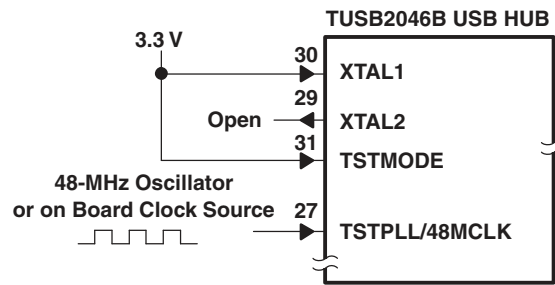 TUSB2046B USB HUB
3.3 V
30
XTAL1
29
Open
XTAL2
31
TSTMODE
48-MHz Oscillator
or on Board Clock Source
27
TSTPLL/48MCLK